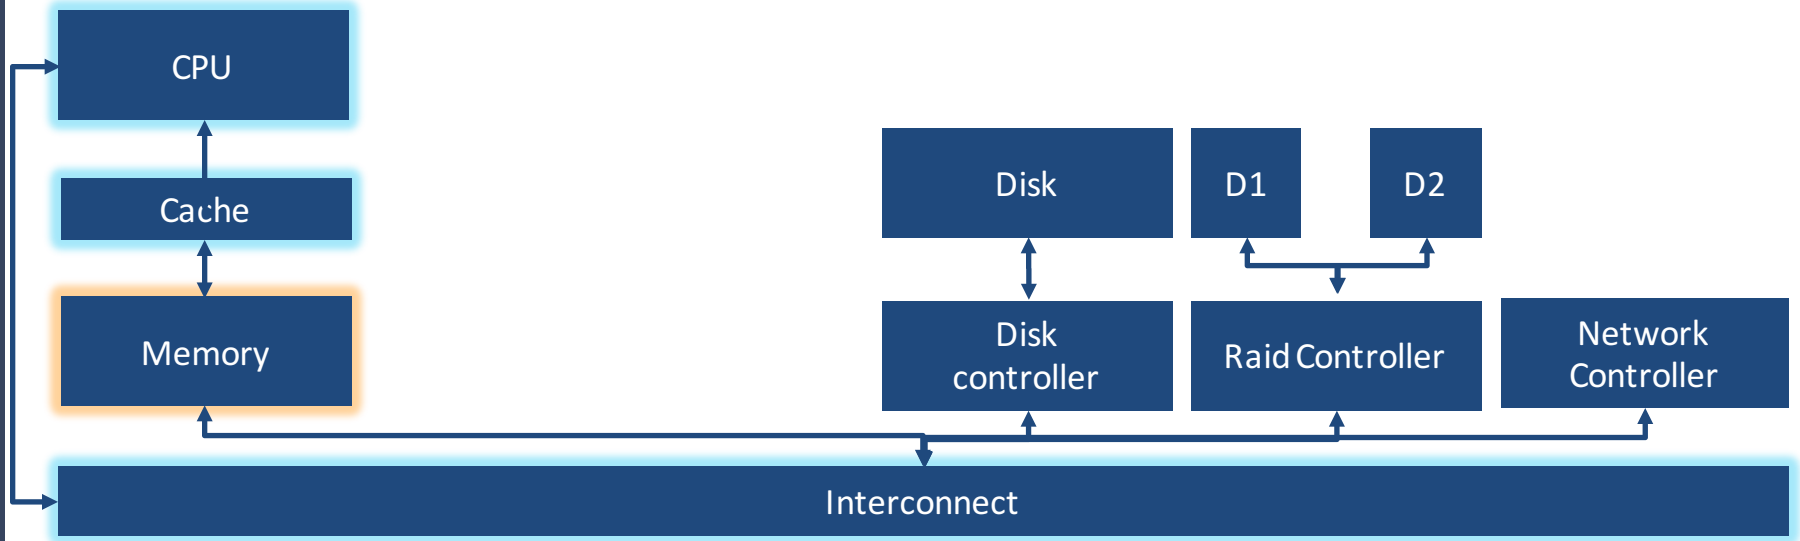 CPU
Cache
Memory
Disk
D1
D2
Disk
controller
Raid Controller
Network
Controller
Interconnect